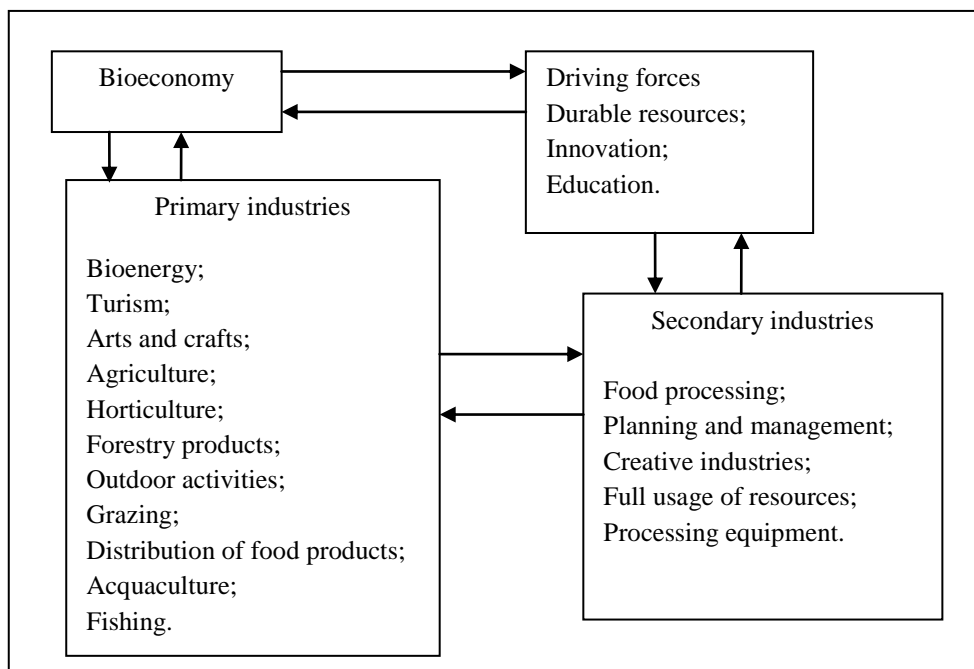 Bioeconomy
Driving forces
Durable resources;
Innovation;
Education.
Primary industries
Bioenergy;
Turism;
Arts and crafts;
Agriculture;
Horticulture;
Forestry products;
Outdoor activities;
Grazing;
Distribution of food products;
Acquaculture;
Fishing.
Secondary industries
Food processing;
Planning and management;
Creative industries;
Full usage of resources;
Processing equipment.